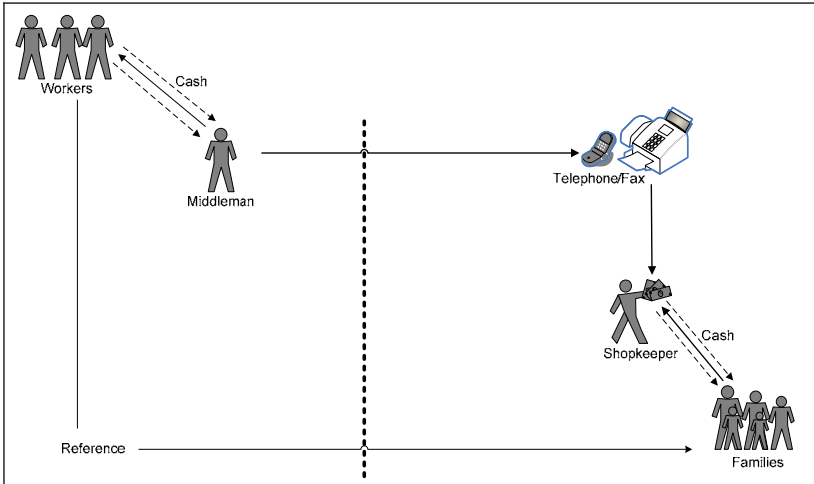 Workers
Cash
Middleman
Telephone/Fax
Shopkeeper
Cash
Reference
Families